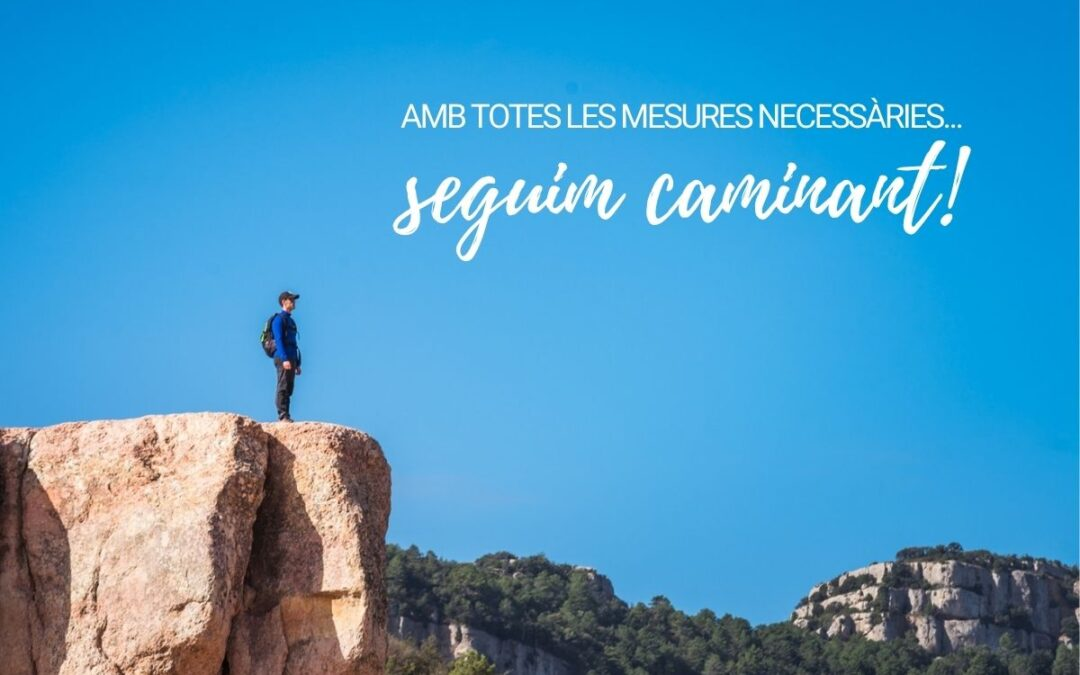 AMB TOTES LES MESURES NECESSÀRIES...
seguim caminant!